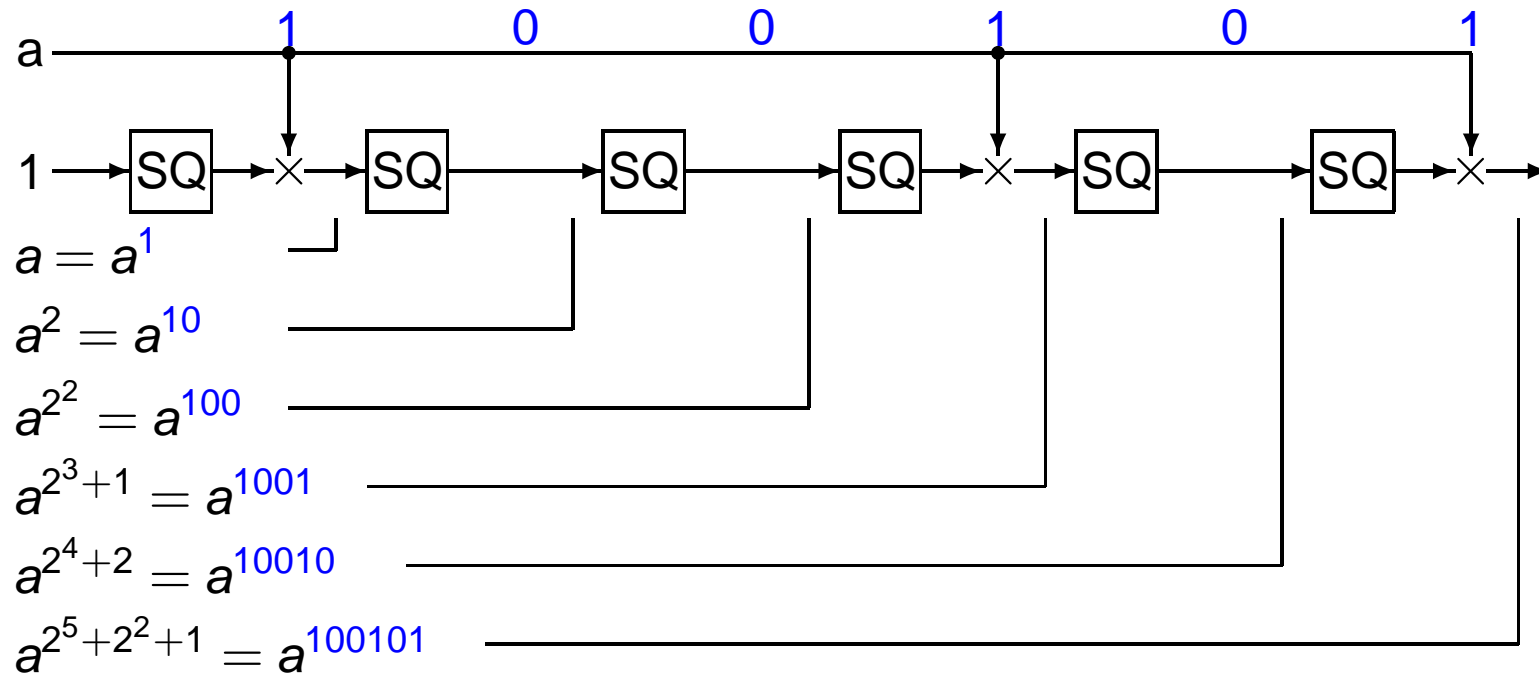 1 0 0 1 0 1
a
1 SQ × SQ SQ SQ × SQ SQ ×
a = a^1
a^2 = a^10
a^2^2 = a^100
a^2^3+1 = a^1001
a^2^4+2 = a^10010
a^2^5+2^2+1 = a^100101